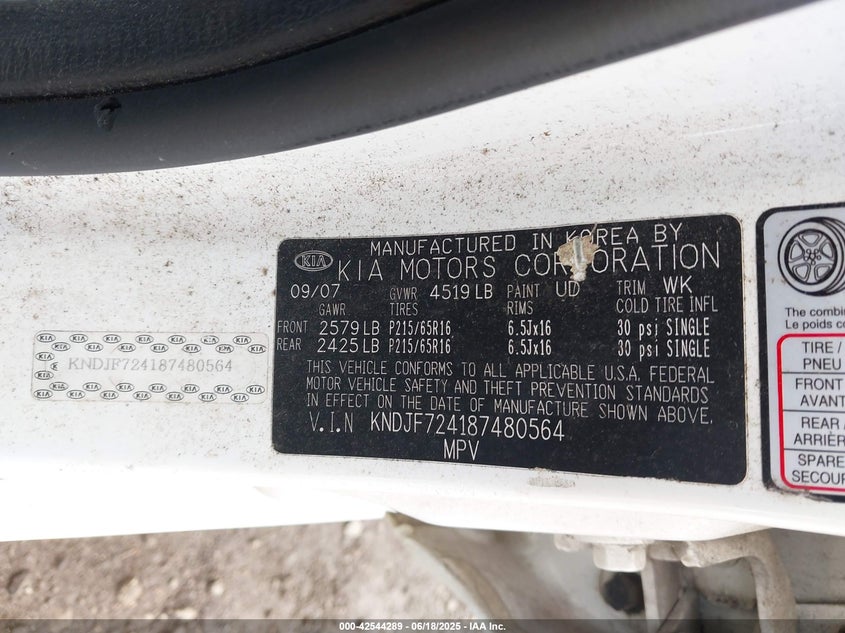 KNDJF724187480564
KIA MANUFACTURED IN KOREA BY
KIA MOTORS CORPORATION
09/07 GVWR 4519 LB PAINT UD TRIM WK
GAWR TIRES RIMS COLD TIRE INFL
FRONT 2579 LB P215/65R16 6.5Jx16 30 psi SINGLE
REAR 2425 LB P215/65R16 6.5Jx16 30 psi SINGLE
THIS VEHICLE CONFORMS TO ALL APPLICABLE U.S.A. FEDERAL
MOTOR VEHICLE SAFETY AND THEFT PREVENTION STANDARDS
IN EFFECT ON THE DATE OF MANUFACTURE SHOWN ABOVE.
V.I.N KNDJF724187480564
MPV
The combin
Le poids c
TIRE /
PNEU
FRONT
AVANT
REAR /
ARRIÈR
SPARE
SECOUR
000-42544289 - 06/18/2025 - IAA Inc.